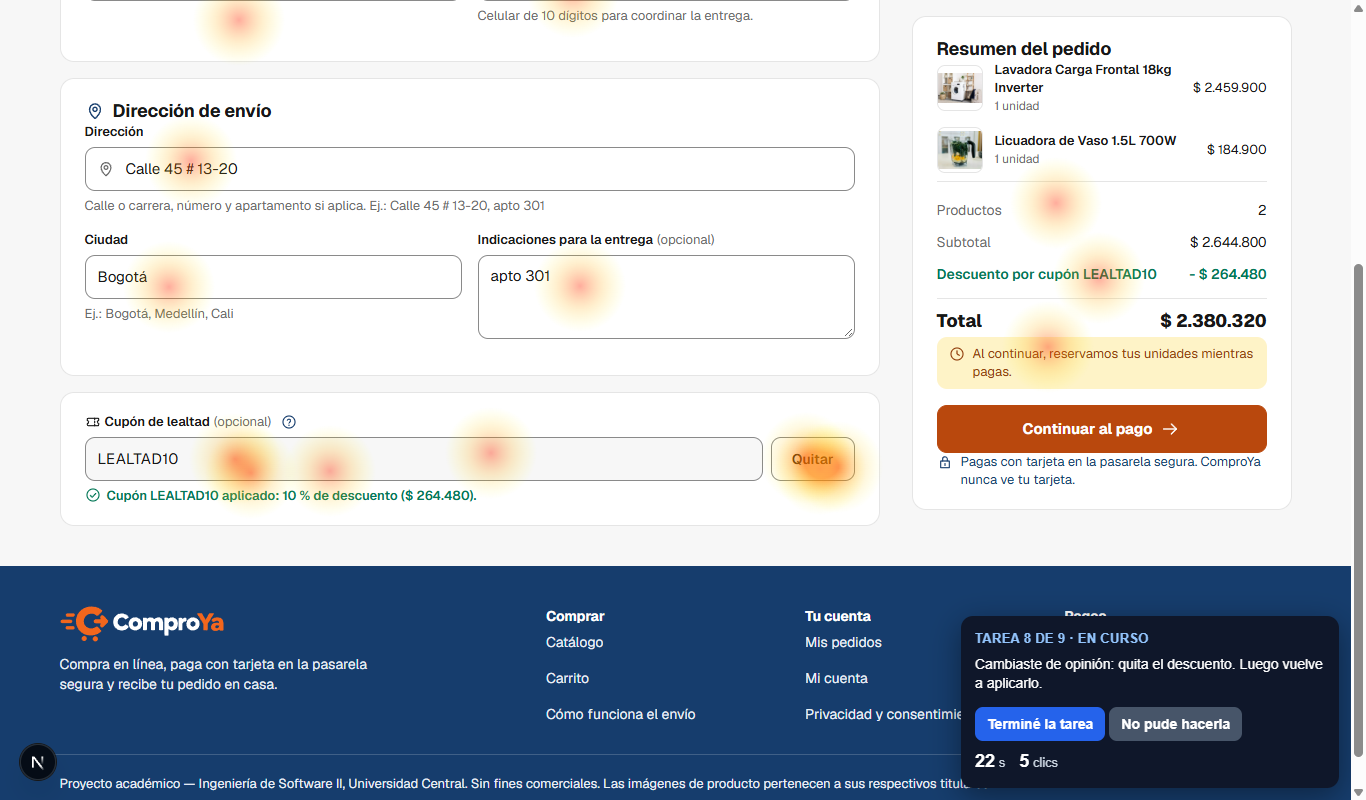 Celular de 10 dígitos para coordinar la entrega.
Dirección de envío
Dirección
Calle 45 # 13-20
Calle o carrera, número y apartamento si aplica. Ej.: Calle 45 # 13-20, apto 301
Ciudad
Bogotá
Ej.: Bogotá, Medellín, Cali
Indicaciones para la entrega (opcional)
apto 301
Cupón de lealtad (opcional) ?
LEALTAD10
Quitar
Cupón LEALTAD10 aplicado: 10 % de descuento ($ 264.480).
Resumen del pedido
Lavadora Carga Frontal 18kg
Inverter
1 unidad
$ 2.459.900
Licuadora de Vaso 1.5L 700W
1 unidad
$ 184.900
Productos 2
Subtotal $ 2.644.800
Descuento por cupón LEALTAD10 - $ 264.480
Total $ 2.380.320
Al continuar, reservamos tus unidades mientras
pagas.
Continuar al pago →
Pagas con tarjeta en la pasarela segura. ComproYa
nunca ve tu tarjeta.
ComproYa
Compra en línea, paga con tarjeta en la pasarela
segura y recibe tu pedido en casa.
Comprar
Catálogo
Carrito
Cómo funciona el envío
Tu cuenta
Mis pedidos
Mi cuenta
Privacidad y consentimie
TAREA 8 DE 9 · EN CURSO
Cambiaste de opinión: quita el descuento. Luego vuelve
a aplicarlo.
Terminé la tarea
No pude hacerla
22 s 5 clics
N
Proyecto académico — Ingeniería de Software II, Universidad Central. Sin fines comerciales. Las imágenes de producto pertenecen a sus respectivos